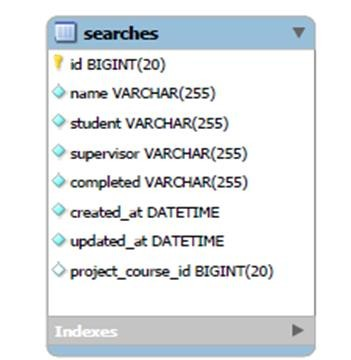 searches
id BIGINT(20)
name VARCHAR(255)
student VARCHAR(255)
supervisor VARCHAR(255)
completed VARCHAR(255)
created_at DATETIME
updated_at DATETIME
project_course_id BIGINT(20)
Indexes